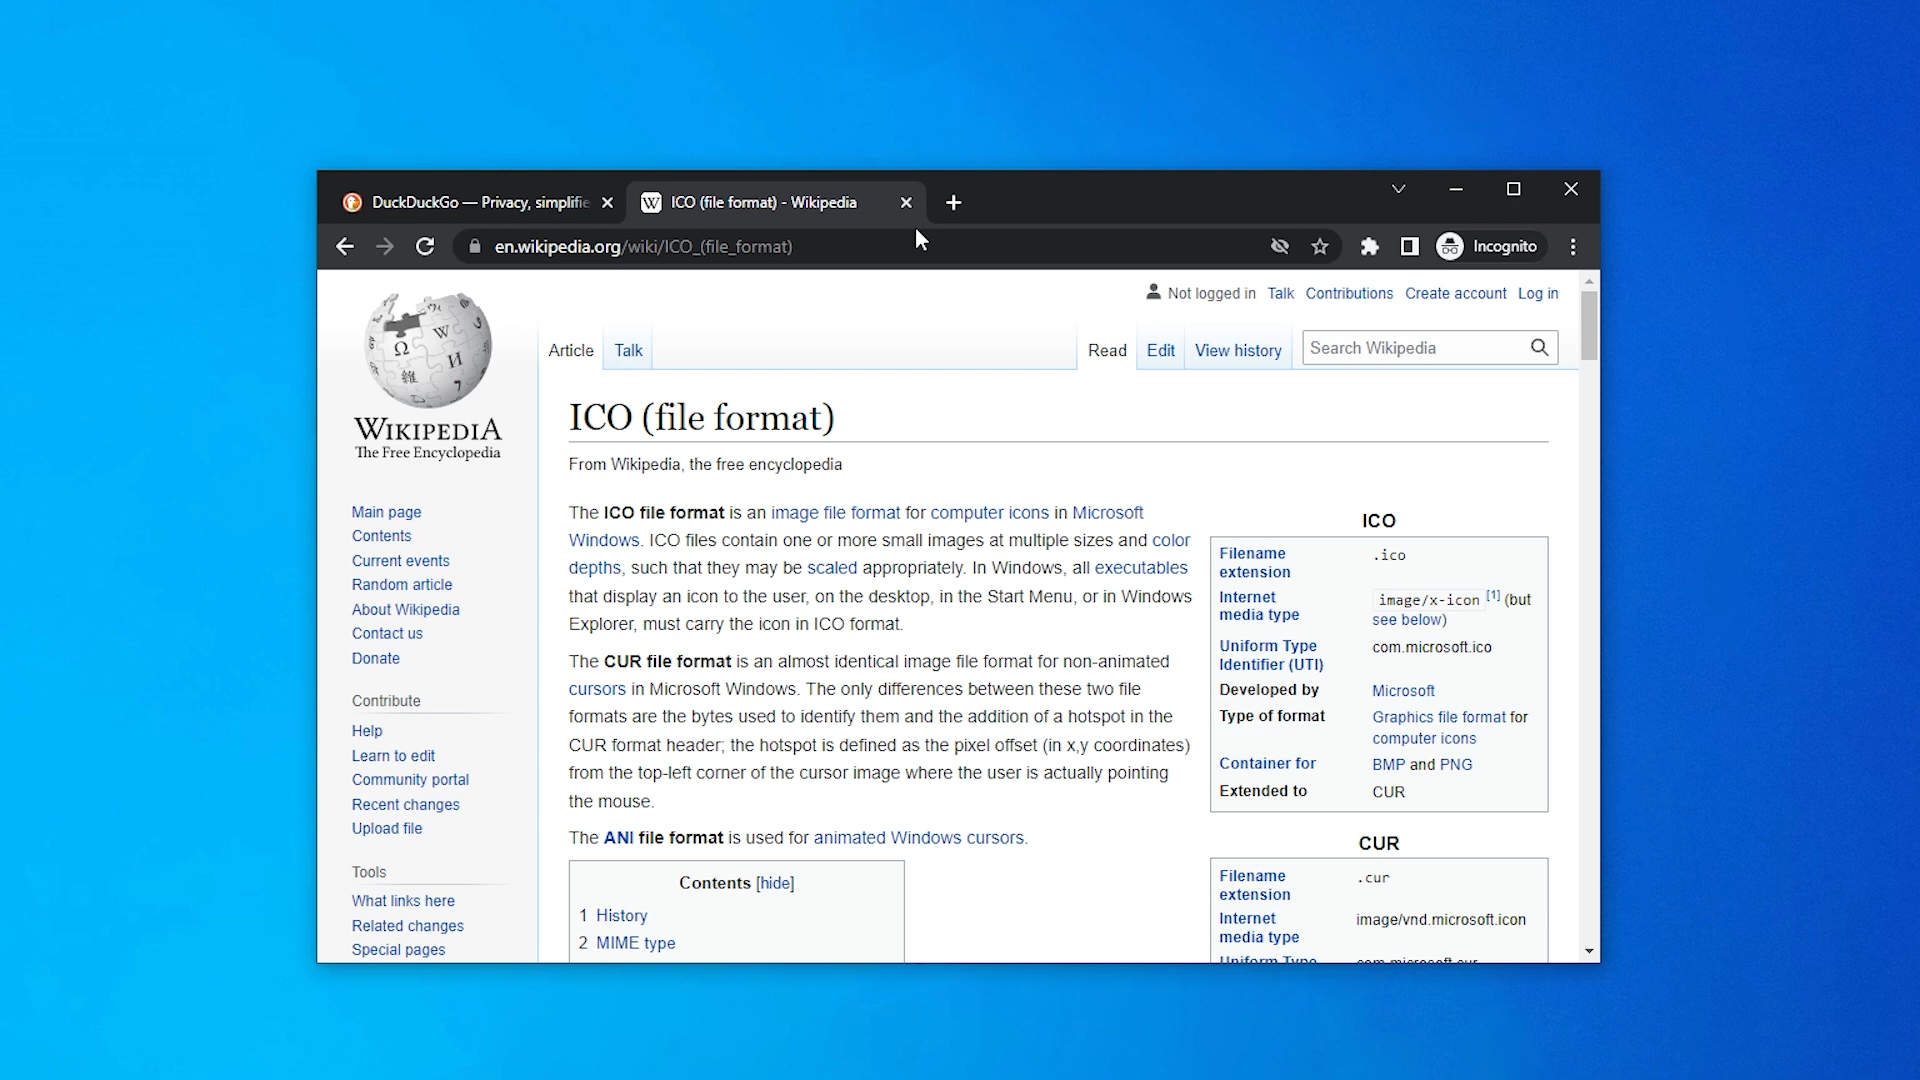 DuckDuckGo — Privacy, simplifie
ICO (file format) - Wikipedia
en.wikipedia.org/wiki/ICO_(file_format)
Incognito
Not logged in Talk Contributions Create account Log in
Article Talk
Read Edit View history
Search Wikipedia
WIKIPEDIA
The Free Encyclopedia
Main page
Contents
Current events
Random article
About Wikipedia
Contact us
Donate
Contribute
Help
Learn to edit
Community portal
Recent changes
Upload file
Tools
What links here
Related changes
Special pages
ICO (file format)
From Wikipedia, the free encyclopedia
The ICO file format is an image file format for computer icons in Microsoft
Windows. ICO files contain one or more small images at multiple sizes and color
depths, such that they may be scaled appropriately. In Windows, all executables
that display an icon to the user, on the desktop, in the Start Menu, or in Windows
Explorer, must carry the icon in ICO format.
The CUR file format is an almost identical image file format for non-animated
cursors in Microsoft Windows. The only differences between these two file
formats are the bytes used to identify them and the addition of a hotspot in the
CUR format header; the hotspot is defined as the pixel offset (in x,y coordinates)
from the top-left corner of the cursor image where the user is actually pointing
the mouse.
The ANI file format is used for animated Windows cursors.
Contents [hide]
1 History
2 MIME type
ICO
Filename extension .ico
Internet media type image/x-icon[1] (but see below)
Uniform Type Identifier (UTI) com.microsoft.ico
Developed by Microsoft
Type of format Graphics file format for computer icons
Container for BMP and PNG
Extended to CUR
CUR
Filename extension .cur
Internet media type image/vnd.microsoft.icon
Uniform Type com.microsoft.cur